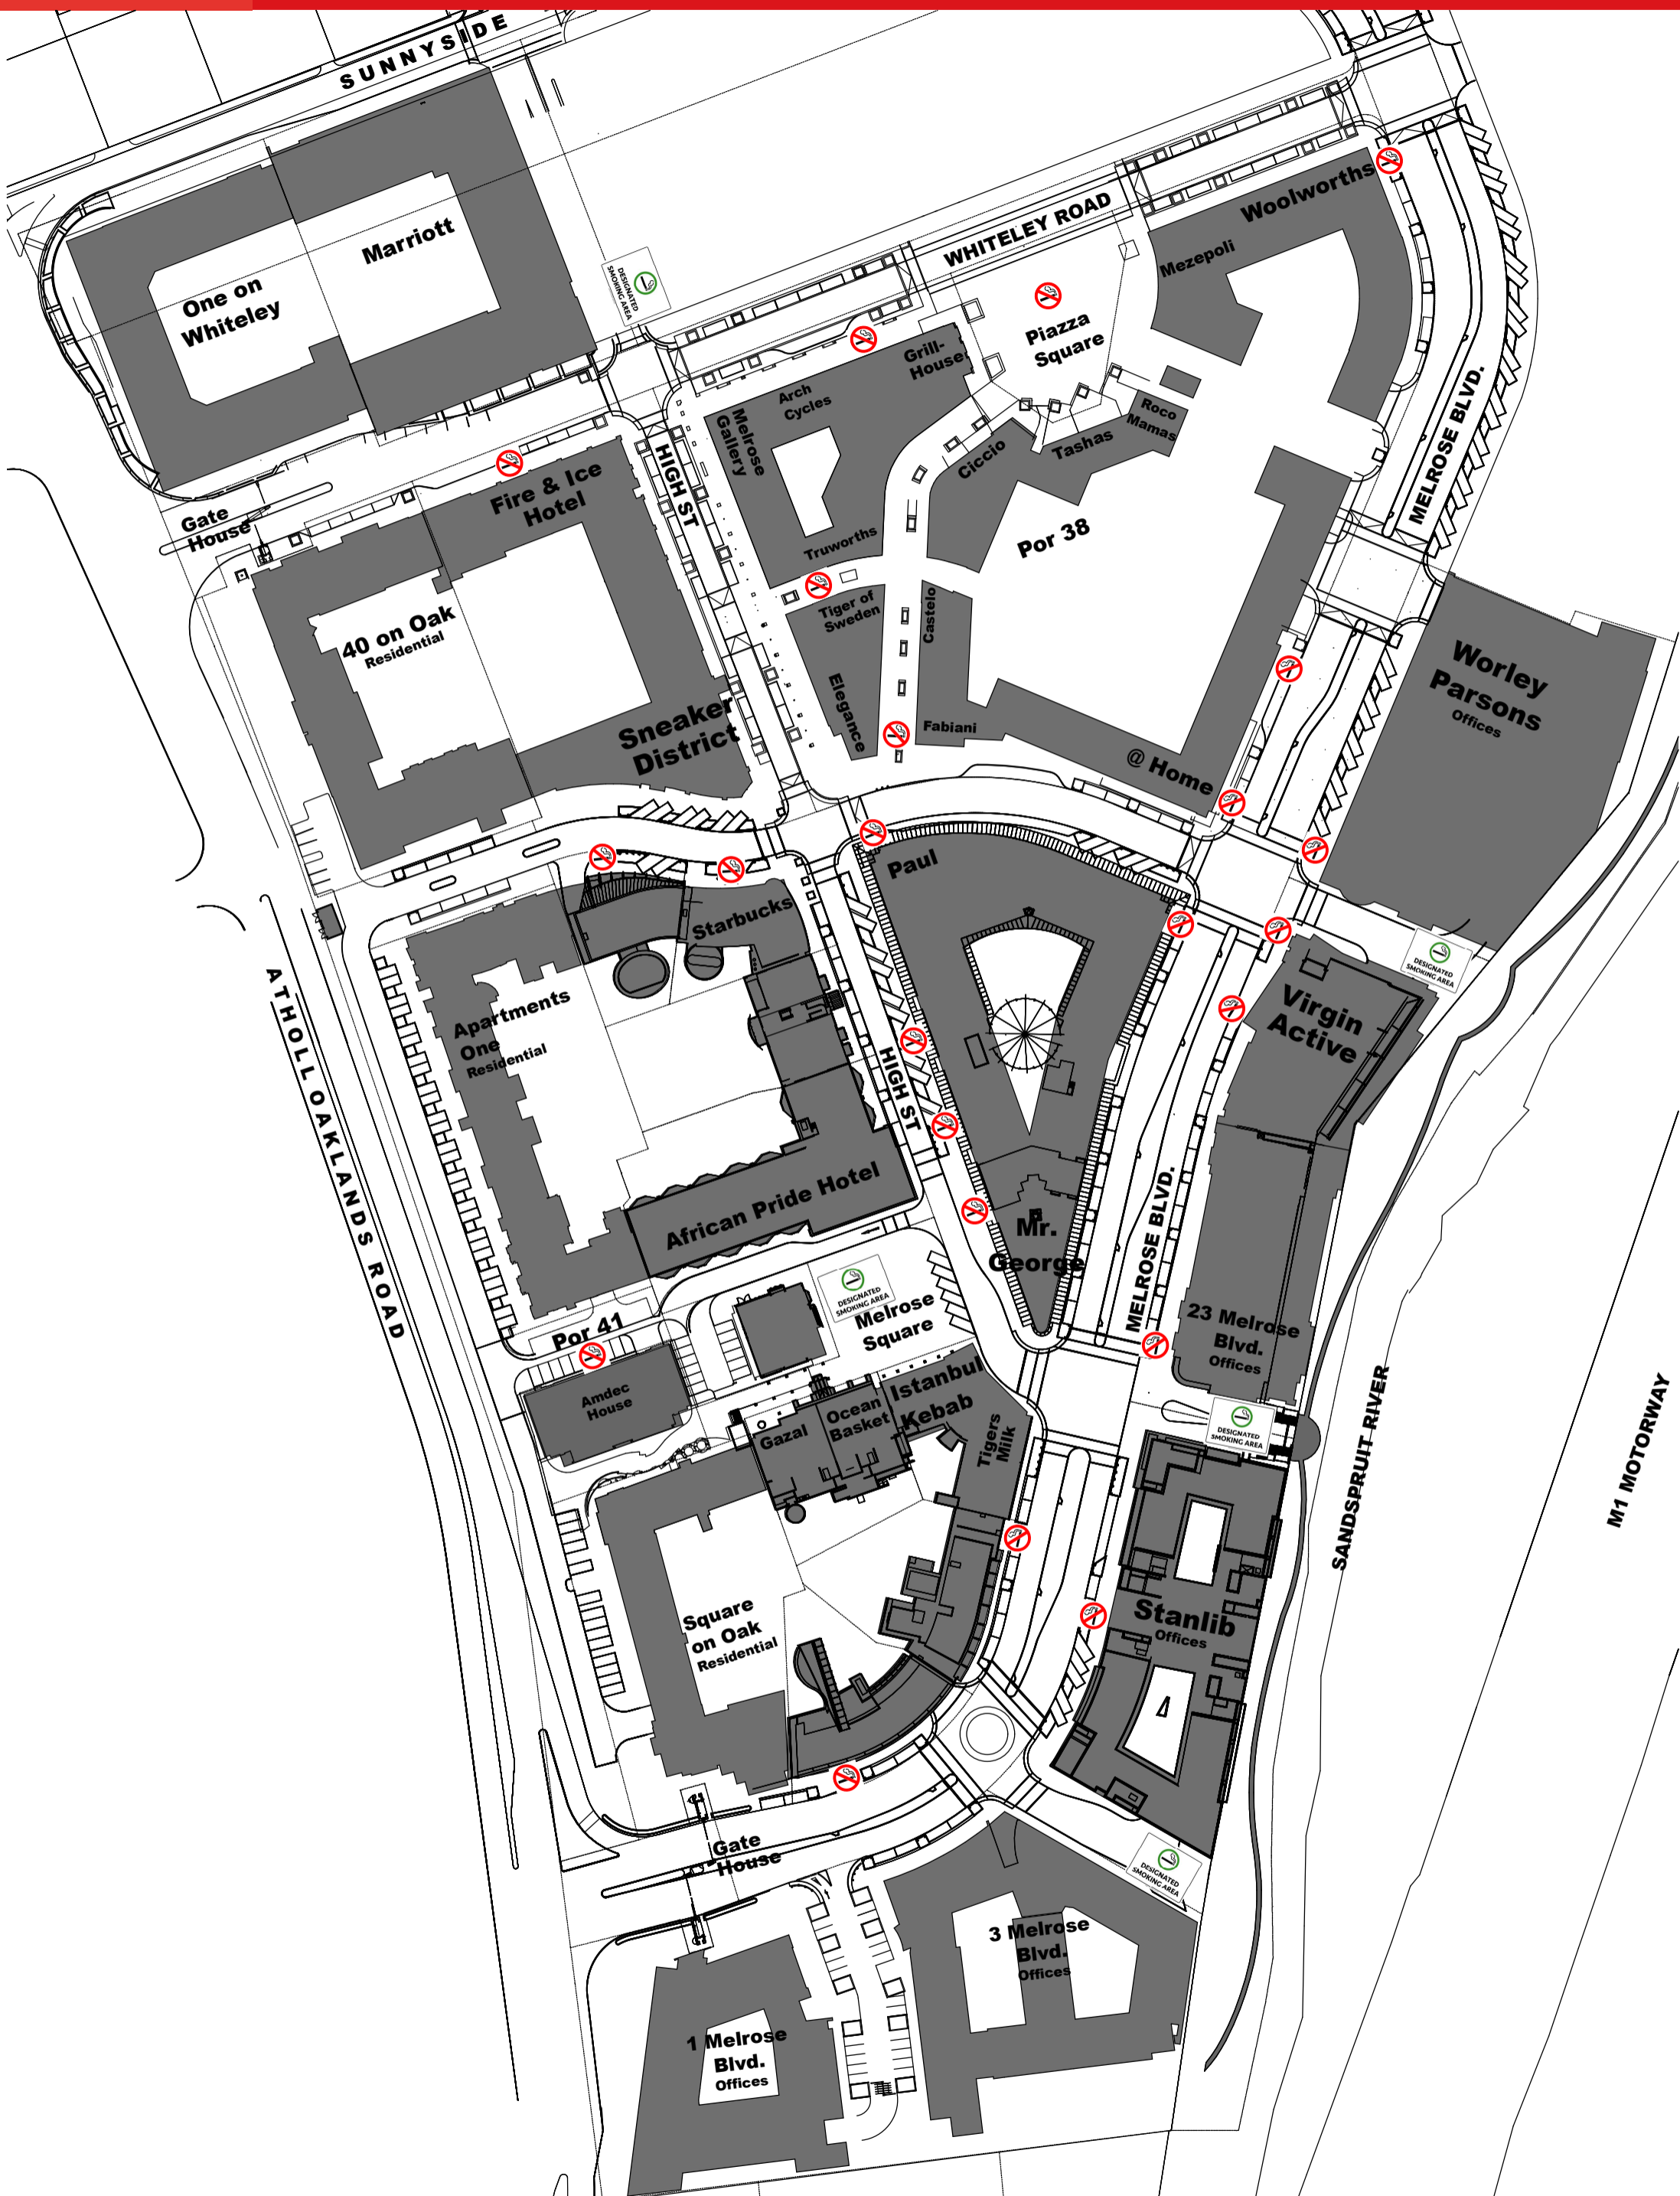 SUNNYSIDE
Marriott
One on
Whiteley
DESIGNATED
SMOKING AREA
WHITELEY ROAD
Woolworths
Mezepoli
Piazza
Square
Grill-
House
Arch
Cycles
Melrose
Gallery
Roco
Mamas
Tashas
Ciccio
MELROSE BLVD.
HIGH ST
Fire & Ice
Hotel
Gate
House
Por 38
Truworths
Tiger of
Sweden
Castelo
40 on Oak
Residential
Elegance
Fabiani
Sneaker
District
@ Home
Worley
Parsons
Offices
Paul
Starbucks
DESIGNATED
SMOKING AREA
Virgin
Active
Apartments
One
Residential
HIGH ST
ATHOLL OAKLANDS ROAD
African Pride Hotel
Mr.
George
MELROSE BLVD.
DESIGNATED
SMOKING AREA
Melrose
Square
23 Melrose
Blvd.
Offices
Por 41
Amdec
House
Istanbul
Kebab
Ocean
Basket
Gazal
Tigers
Milk
DESIGNATED
SMOKING AREA
SANDSPRUIT RIVER
M1 MOTORWAY
Square
on Oak
Residential
Stanlib
Offices
Gate
House
DESIGNATED
SMOKING AREA
3 Melrose
Blvd.
Offices
1 Melrose
Blvd.
Offices